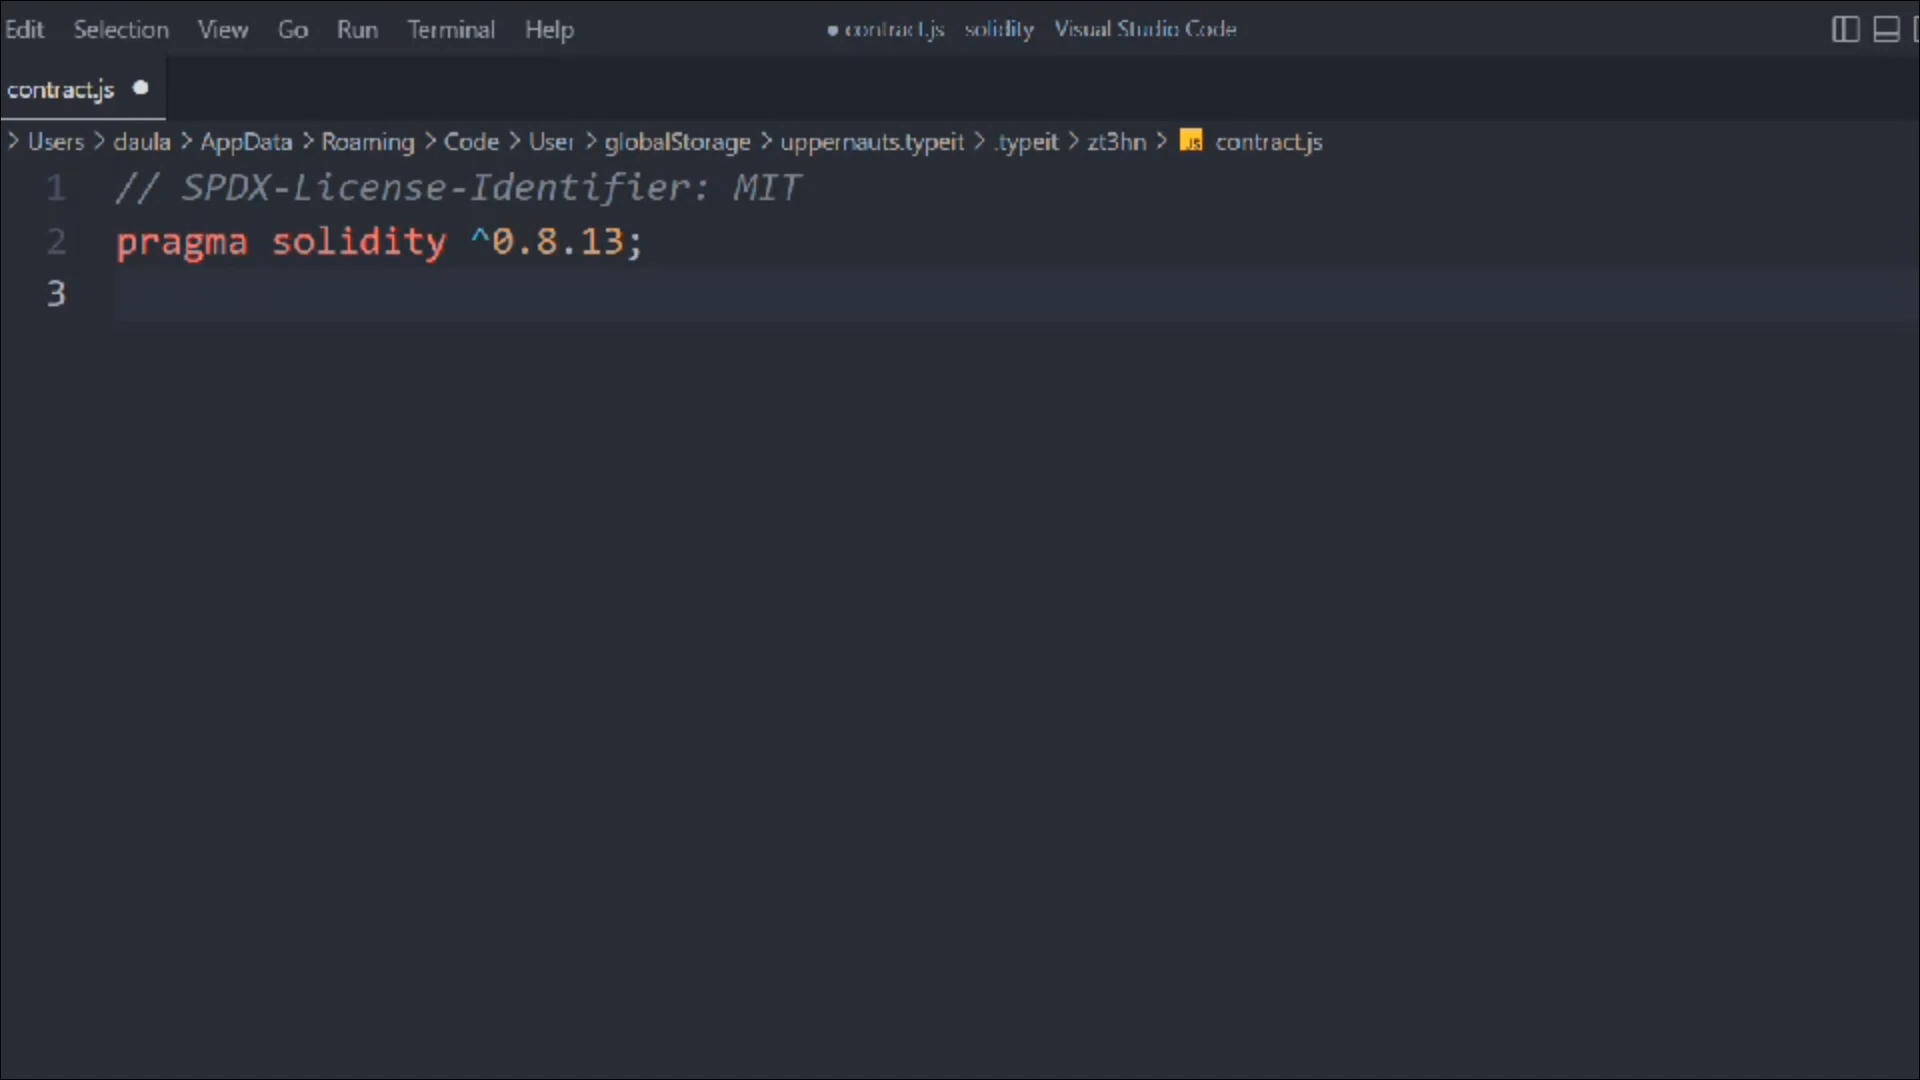 Edit Selection View Go Run Terminal Help ● contract.js solidity Visual Studio Code
contract.js ●
> Users > daula > AppData > Roaming > Code > User > globalStorage > uppernauts.typeit > .typeit > zt3hn > JS contract.js
1 // SPDX-License-Identifier: MIT
2 pragma solidity ^0.8.13;
3